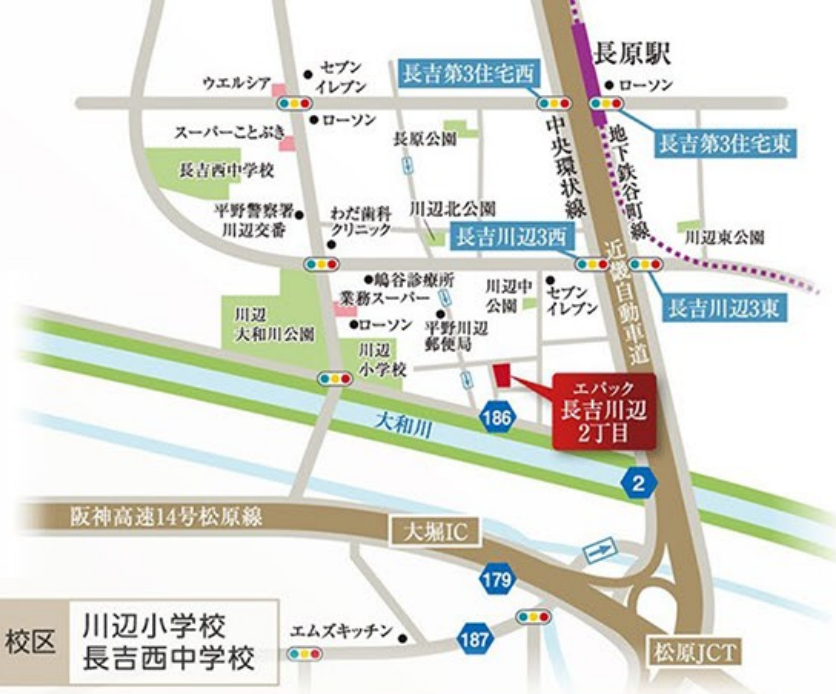 長原駅
セブン
イレブン
ウエルシア
長吉第3住宅西
ローソン
ローソン
スーパーことぶき
長原公園
中央環状線
地下鉄谷町線
長吉第3住宅東
長吉西中学校
平野警察署
川辺交番
わだ歯科
クリニック
川辺北公園
長吉川辺3西
川辺東公園
近畿自動車道
嶋谷診療所
業務スーパー
川辺中
公園
セブン
イレブン
長吉川辺3東
川辺
大和川公園
ローソン
平野川辺
郵便局
川辺
小学校
エバック
長吉川辺
2丁目
186
大和川
2
阪神高速14号松原線
大堀IC
179
187
エムズキッチン
松原JCT
校区
川辺小学校
長吉西中学校